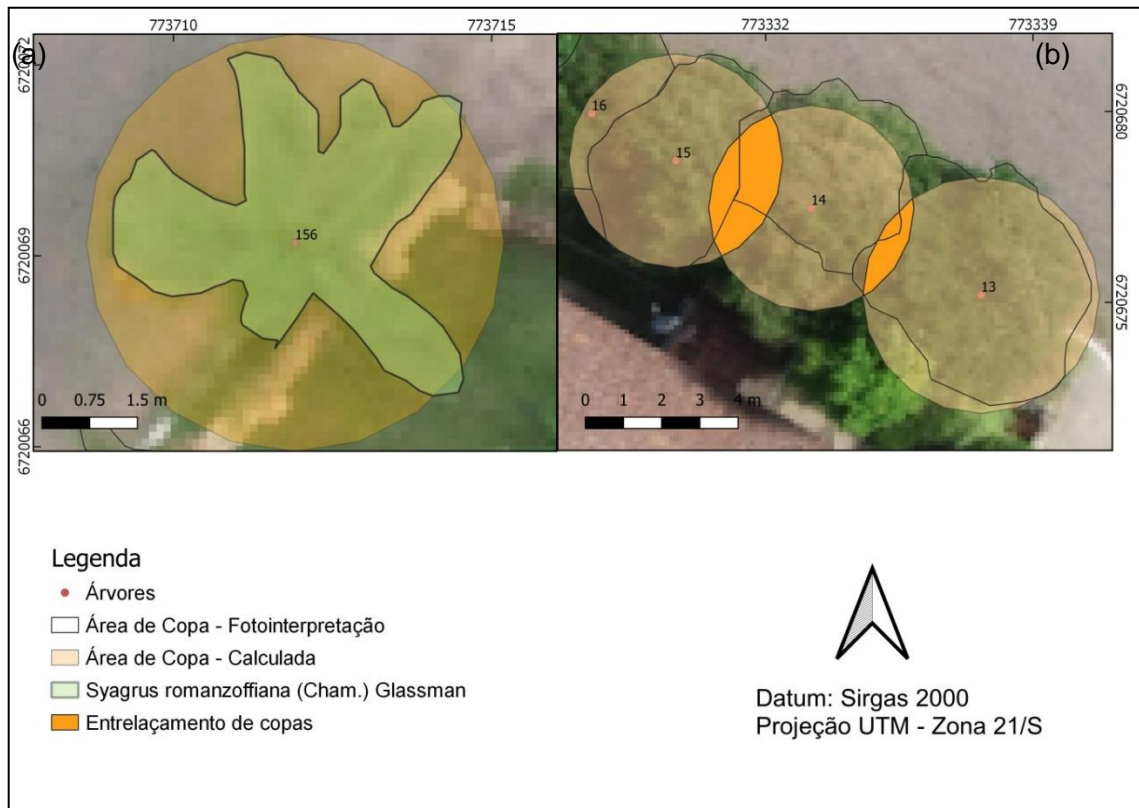 773710 773715 773332 773339
(a) (b)
6720072
6720069
6720066
6720680
6720675
156
16
15
14
13
0 0.75 1.5 m
0 1 2 3 4 m
Legenda
Árvores
Área de Copa - Fotointerpretação
Área de Copa - Calculada
Syagrus romanzoffiana (Cham.) Glassman
Entrelaçamento de copas
Datum: Sirgas 2000
Projeção UTM - Zona 21/S